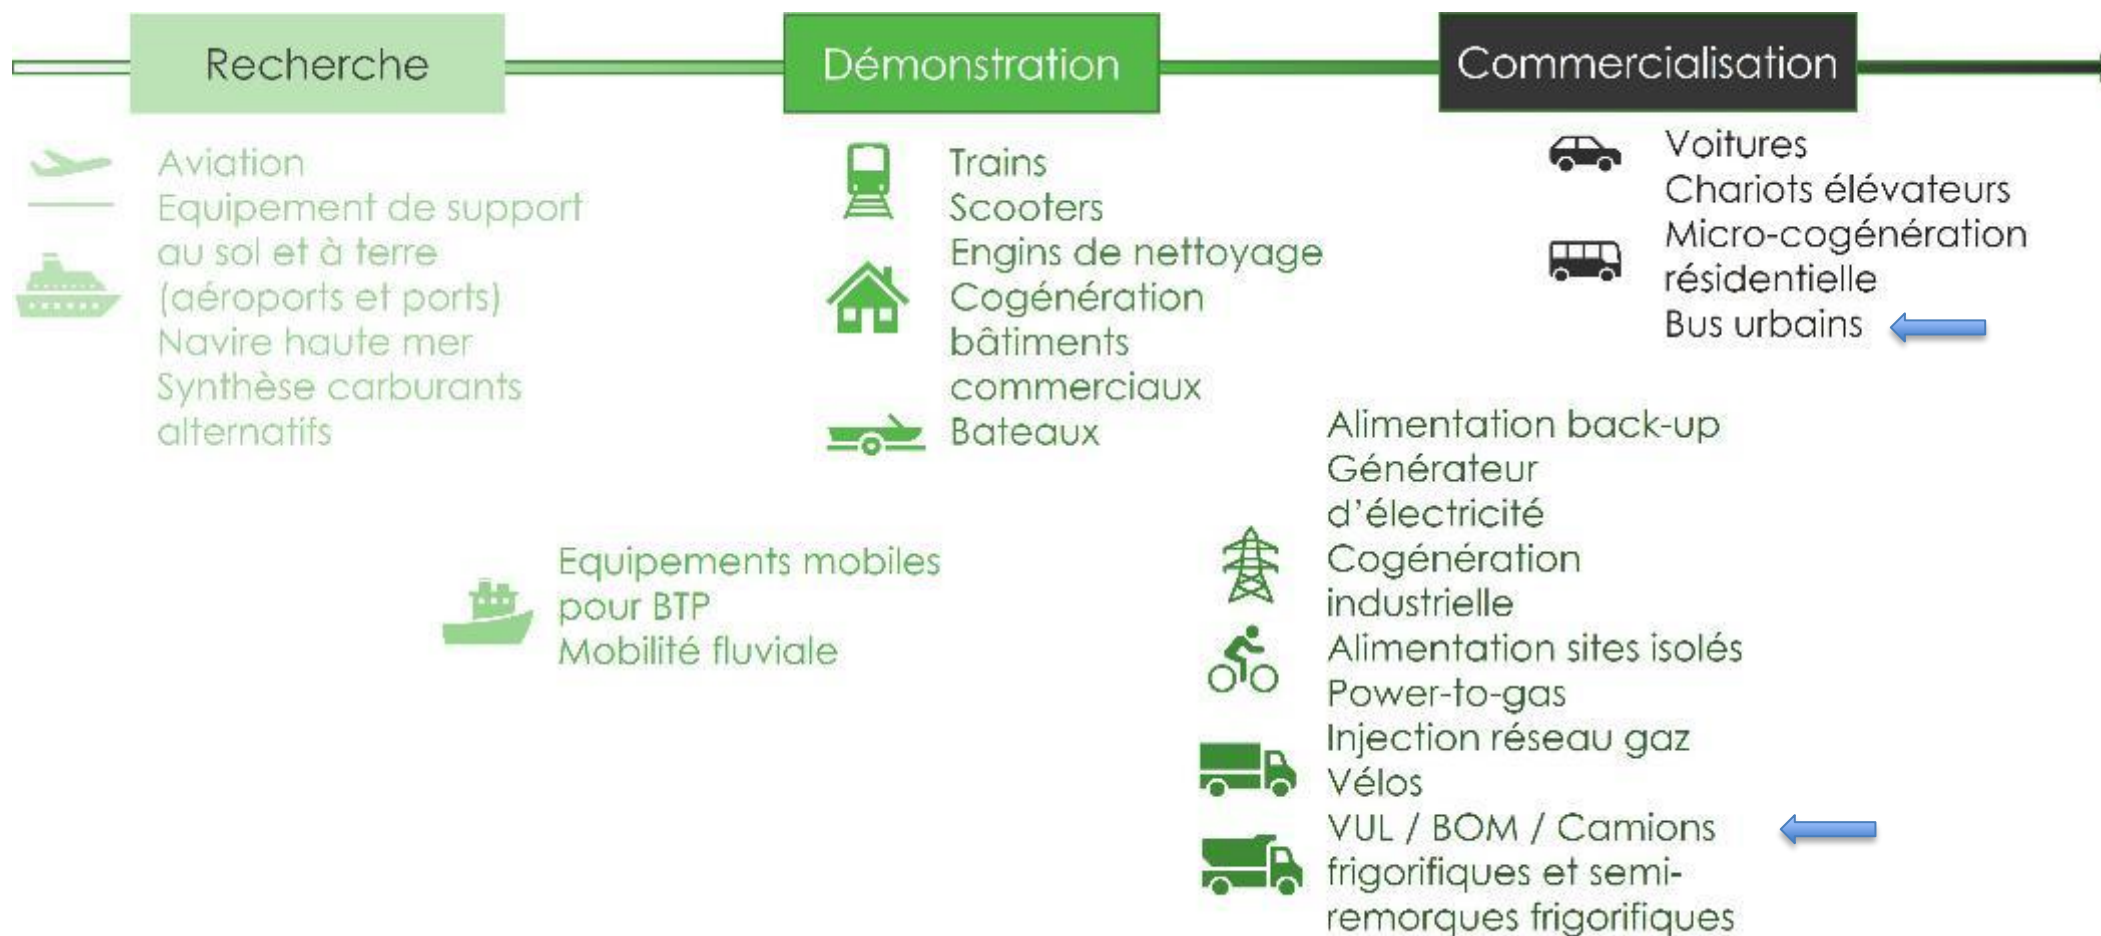 Recherche
Démonstration
Commercialisation
Aviation
Equipement de support
au sol et à terre
(aéroports et ports)
Navire haute mer
Synthèse carburants
alternatifs
Equipements mobiles
pour BTP
Mobilité fluviale
Trains
Scooters
Engins de nettoyage
Cogénération
bâtiments
commerciaux
Bateaux
Alimentation back-up
Générateur
d'électricité
Cogénération
industrielle
Alimentation sites isolés
Power-to-gas
Injection réseau gaz
Vélos
VUL / BOM / Camions
frigorifiques et semi-
remorques frigorifiques
Voitures
Chariots élévateurs
Micro-cogénération
résidentielle
Bus urbains